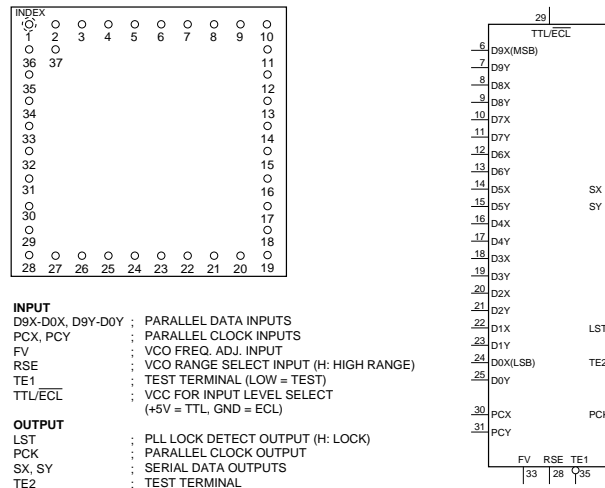 INDEX
1 2 3 4 5 6 7 8 9 10
36 37 11
35 12
34 13
33 14
32 15
31 16
30 17
29 18
28 27 26 25 24 23 22 21 20 19
INPUT
D9X-D0X, D9Y-D0Y ; PARALLEL DATA INPUTS
PCX, PCY ; PARALLEL CLOCK INPUTS
FV ; VCO FREQ. ADJ. INPUT
RSE ; VCO RANGE SELECT INPUT (H: HIGH RANGE)
TE1 ; TEST TERMINAL (LOW = TEST)
TTL/ECL ; VCC FOR INPUT LEVEL SELECT
(+5V = TTL, GND = ECL)
OUTPUT
LST ; PLL LOCK DETECT OUTPUT (H: LOCK)
PCK ; PARALLEL CLOCK OUTPUT
SX, SY ; SERIAL DATA OUTPUTS
TE2 ; TEST TERMINAL
29
TTL/ECL
6 D9X(MSB)
7 D9Y
8 D8X
9 D8Y
10 D7X
11 D7Y
12 D6X
13 D6Y
14 D5X SX
15 D5Y SY
16 D4X
17 D4Y
18 D3X
19 D3Y
20 D2X
21 D2Y
22 D1X LST
23 D1Y
24 D0X(LSB) TE2
25 D0Y
30 PCX PCK
31 PCY
FV RSE TE1
33 28 35